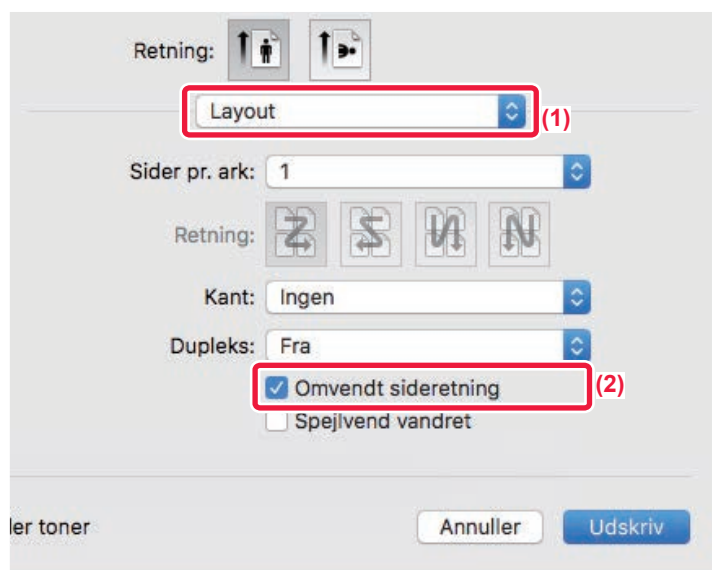 Retning:
Layout (1)
Sider pr. ark: 1
Retning:
Kant: Ingen
Dupleks: Fra
Omvendt sideretning (2)
Spejlvend vandret
ler toner Annuller Udskriv